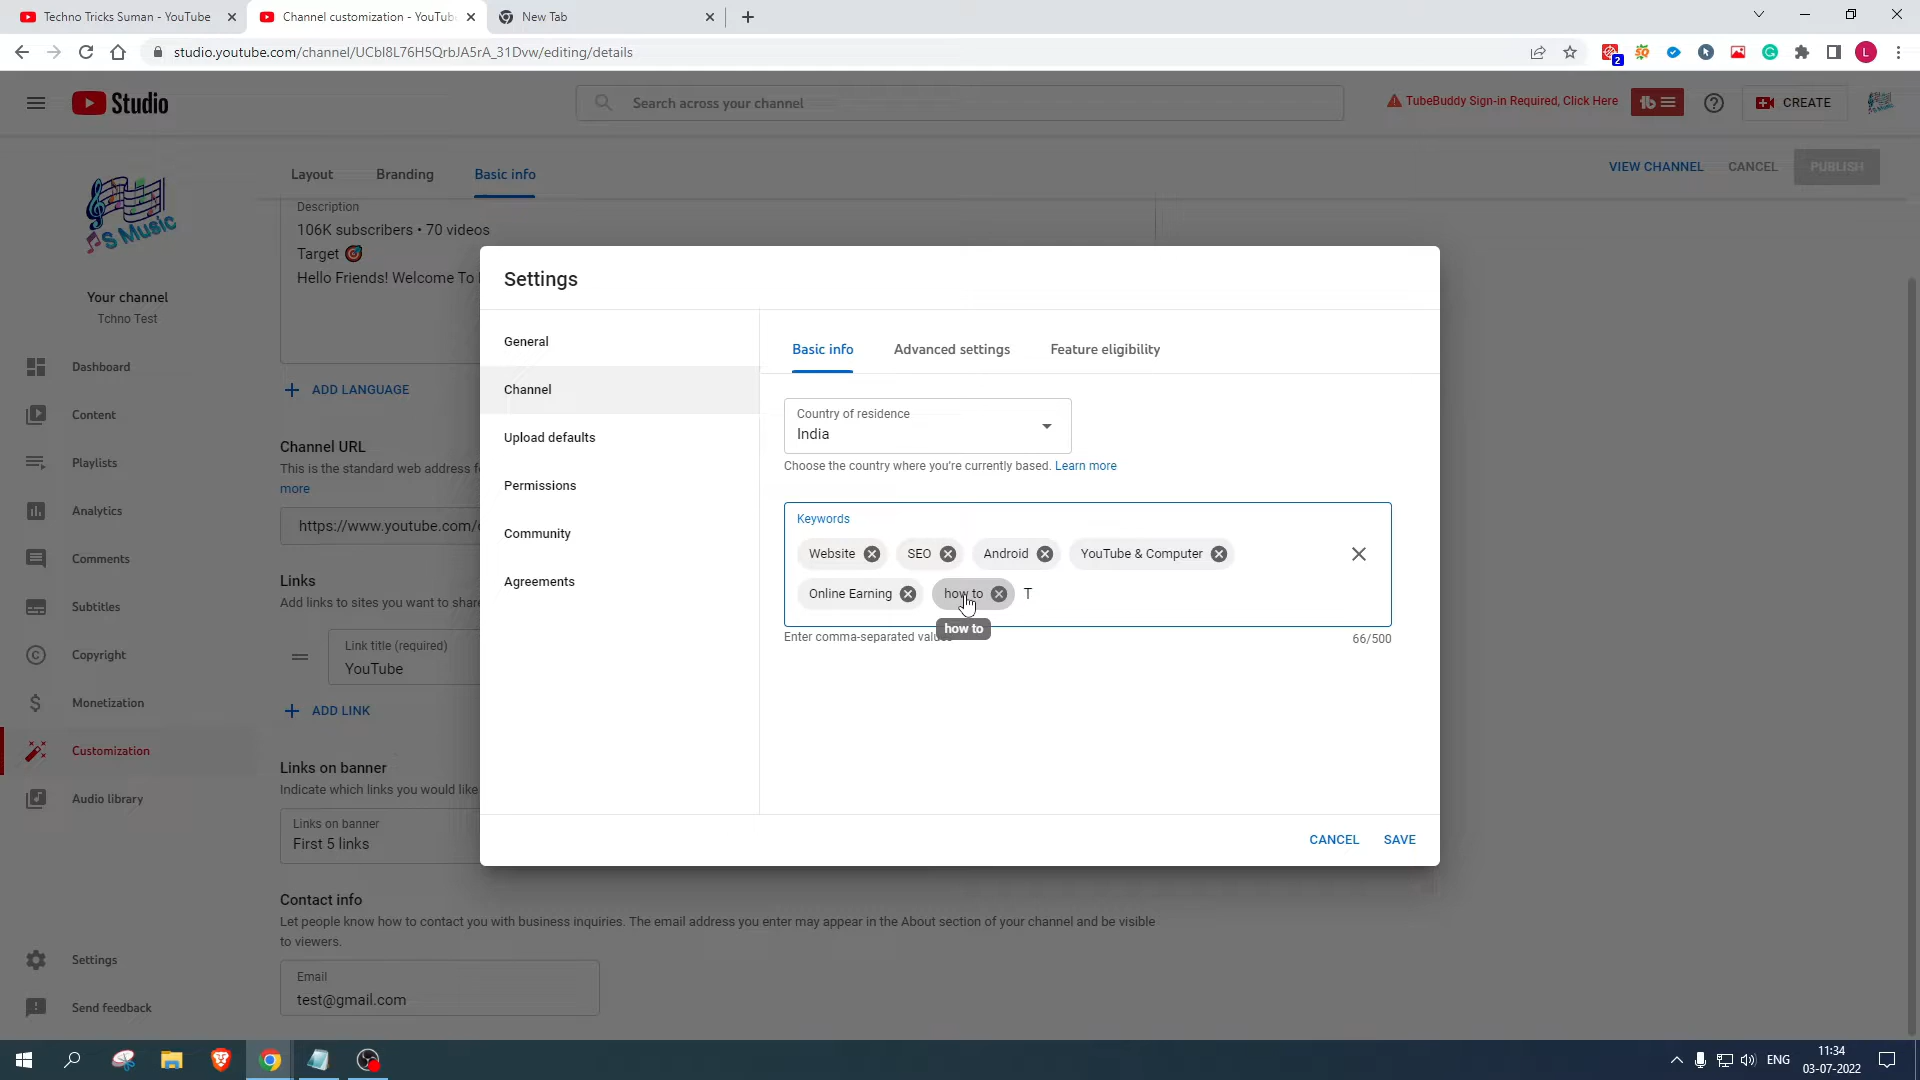 Techno Tricks Suman - YouTube
Channel customization - YouTub
New Tab
studio.youtube.com/channel/UCbI8L76H5QrbJA5rA_31Dvw/editing/details
2
L
Studio
Search across your channel
TubeBuddy Sign-in Required, Click Here
tb
CREATE
Layout
Branding
Basic info
VIEW CHANNEL
CANCEL
PUBLISH
S Music
Your channel
Tchno Test
Dashboard
Content
Playlists
Analytics
Comments
Subtitles
Copyright
Monetization
Customization
Audio library
Settings
Send feedback
Description
106K subscribers • 70 videos
Target 🎯
Hello Friends! Welcome To
ADD LANGUAGE
Channel URL
This is the standard web address
more
https://www.youtube.com/
Links
Add links to sites you want to share
Link title (required)
YouTube
ADD LINK
Links on banner
Indicate which links you would like
Links on banner
First 5 links
Contact info
Let people know how to contact you with business inquiries. The email address you enter may appear in the About section of your channel and be visible
to viewers.
Email
test@gmail.com
Settings
General
Channel
Upload defaults
Permissions
Community
Agreements
Basic info
Advanced settings
Feature eligibility
Country of residence
India
Choose the country where you're currently based. Learn more
Keywords
Website
SEO
Android
YouTube & Computer
Online Earning
how to
T
how to
Enter comma-separated values
66/500
CANCEL
SAVE
ENG
11:34
03-07-2022